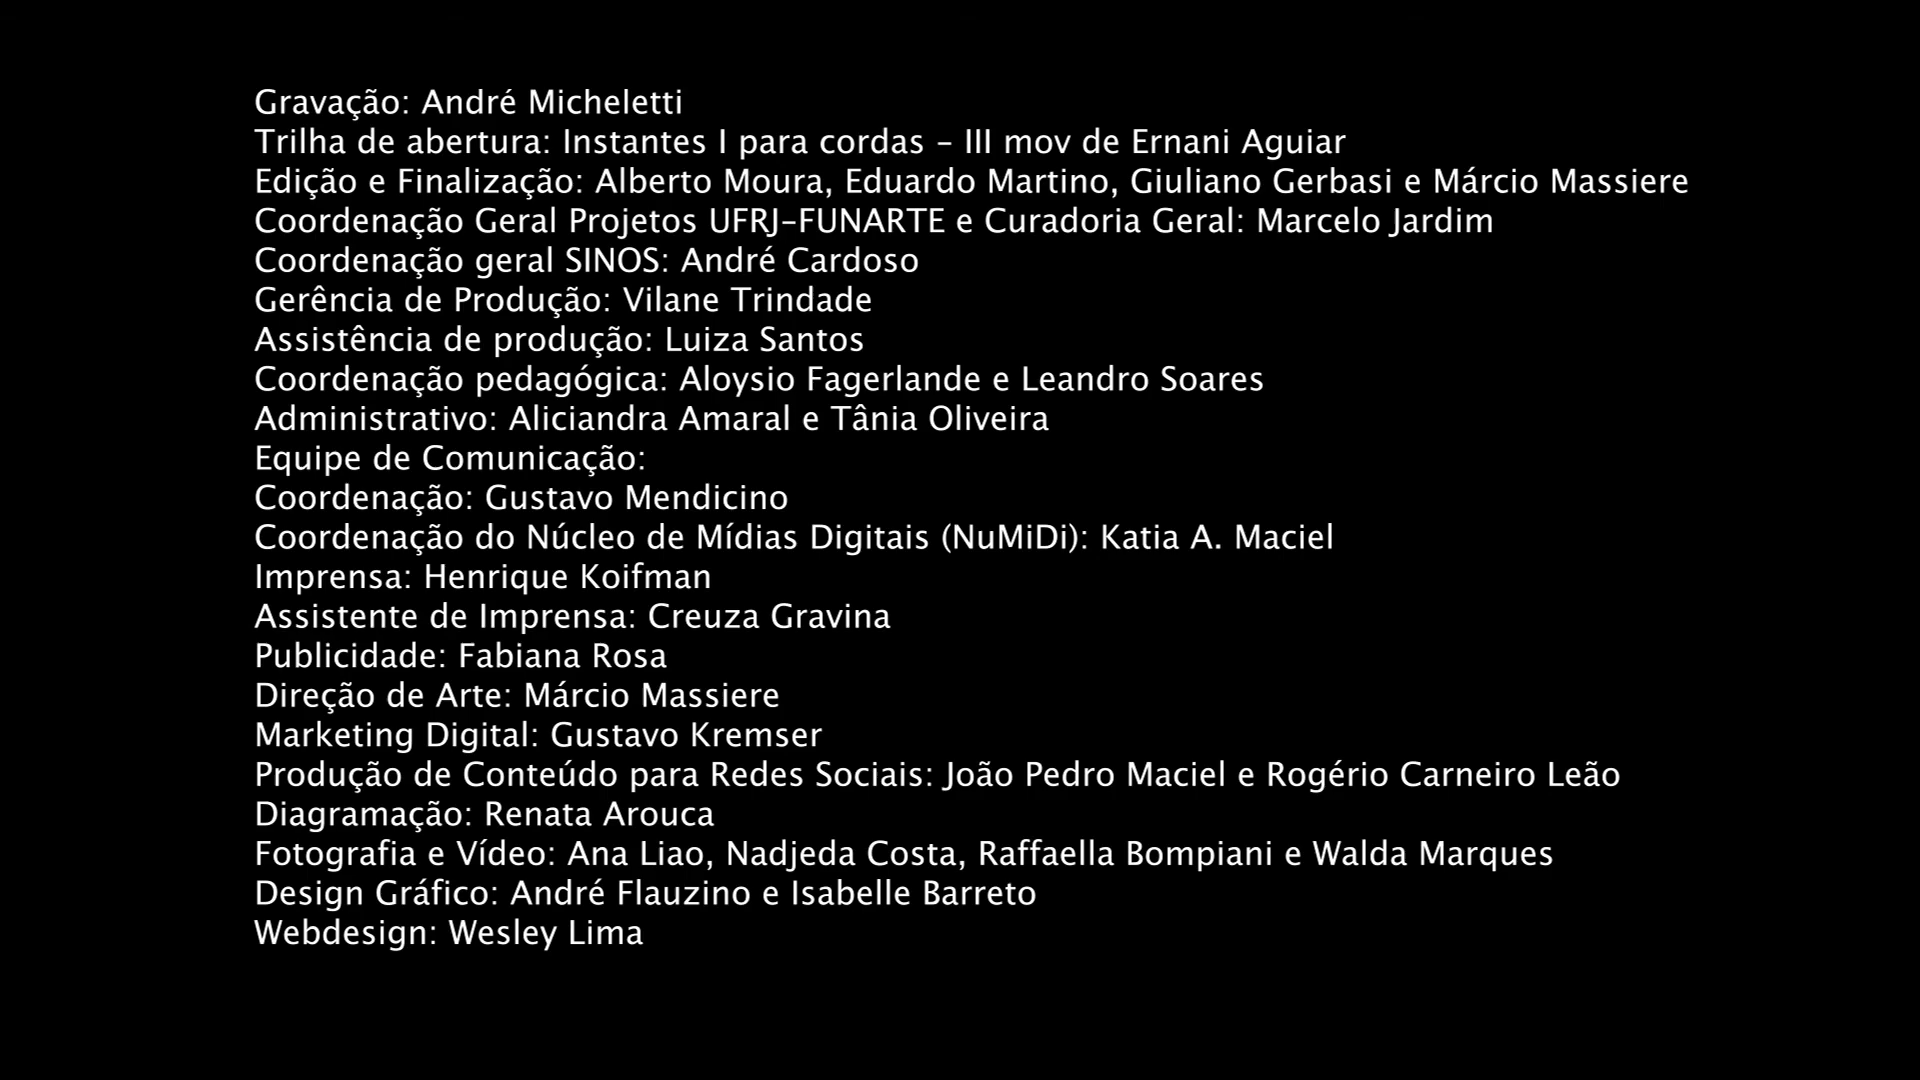 Gravação: André Micheletti
Trilha de abertura: Instantes I para cordas – III mov de Ernani Aguiar
Edição e Finalização: Alberto Moura, Eduardo Martino, Giuliano Gerbasi e Márcio Massiere
Coordenação Geral Projetos UFRJ-FUNARTE e Curadoria Geral: Marcelo Jardim
Coordenação geral SINOS: André Cardoso
Gerência de Produção: Vilane Trindade
Assistência de produção: Luiza Santos
Coordenação pedagógica: Aloysio Fagerlande e Leandro Soares
Administrativo: Aliciandra Amaral e Tânia Oliveira
Equipe de Comunicação:
Coordenação: Gustavo Mendicino
Coordenação do Núcleo de Mídias Digitais (NuMiDi): Katia A. Maciel
Imprensa: Henrique Koifman
Assistente de Imprensa: Creuza Gravina
Publicidade: Fabiana Rosa
Direção de Arte: Márcio Massiere
Marketing Digital: Gustavo Kremser
Produção de Conteúdo para Redes Sociais: João Pedro Maciel e Rogério Carneiro Leão
Diagramação: Renata Arouca
Fotografia e Vídeo: Ana Liao, Nadjeda Costa, Raffaella Bompiani e Walda Marques
Design Gráfico: André Flauzino e Isabelle Barreto
Webdesign: Wesley Lima